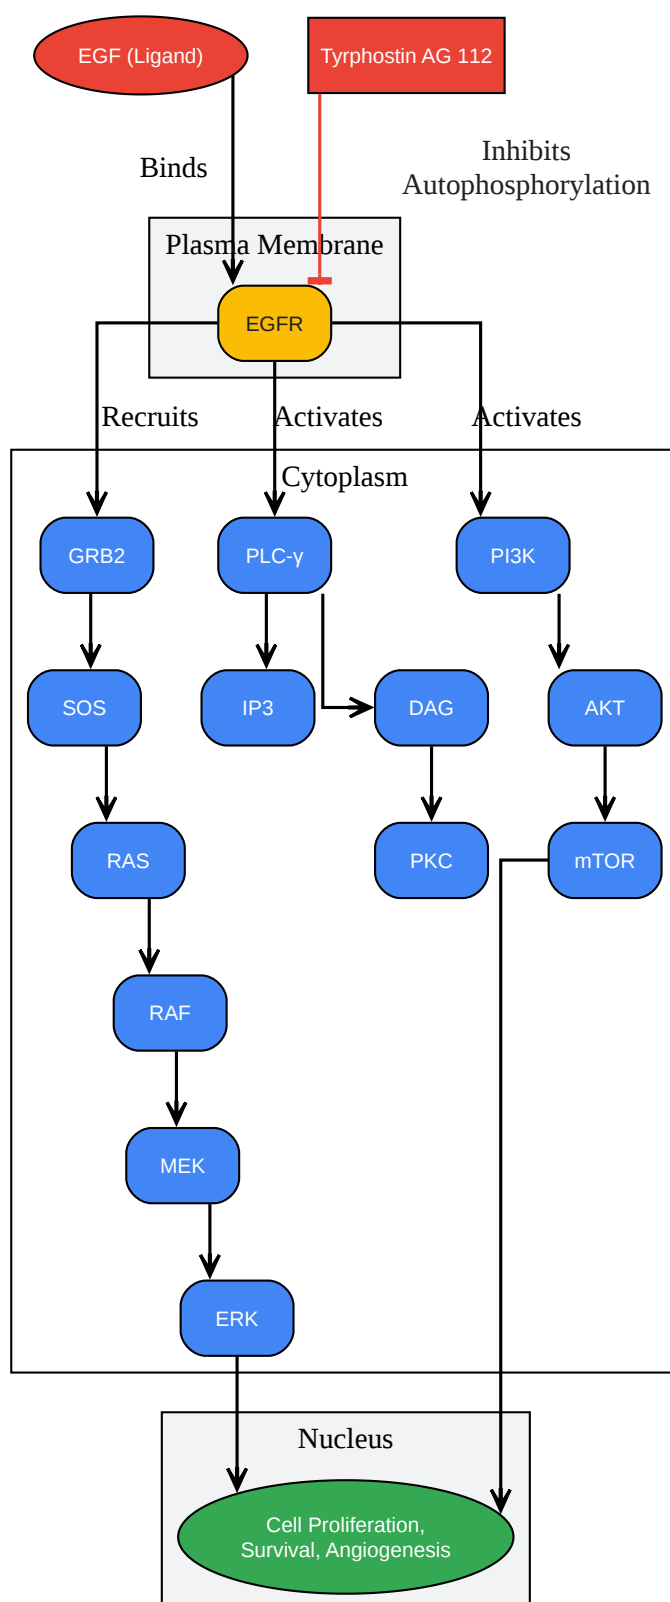 EGF (Ligand)
Tyrphostin AG 112
Binds
Inhibits
Autophosphorylation
Plasma Membrane
EGFR
Recruits
Activates
Activates
Cytoplasm
GRB2
PLC-γ
PI3K
SOS
IP3
DAG
AKT
RAS
PKC
mTOR
RAF
MEK
ERK
Nucleus
Cell Proliferation,
Survival, Angiogenesis